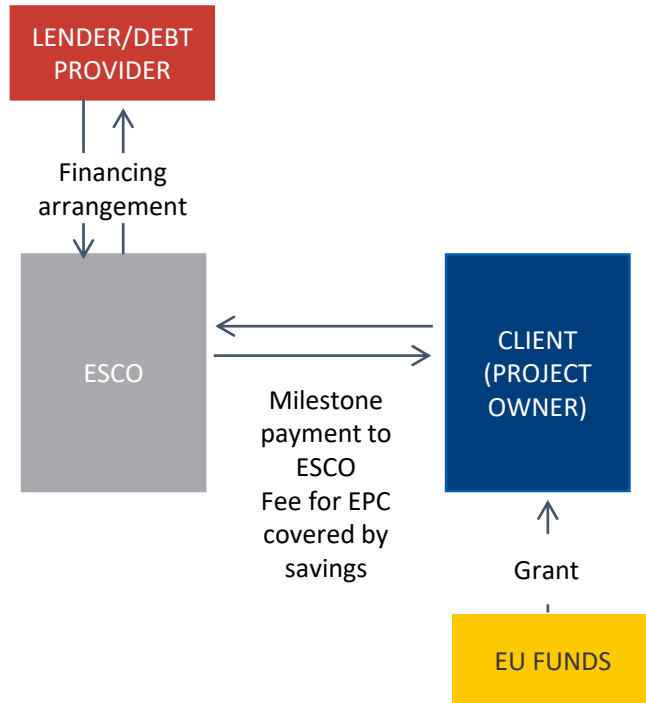 LENDER/DEBT
PROVIDER
Financing
arrangement
ESCO
CLIENT
(PROJECT
OWNER)
Milestone
payment to
ESCO
Fee for EPC
covered by
savings
Grant
EU FUNDS